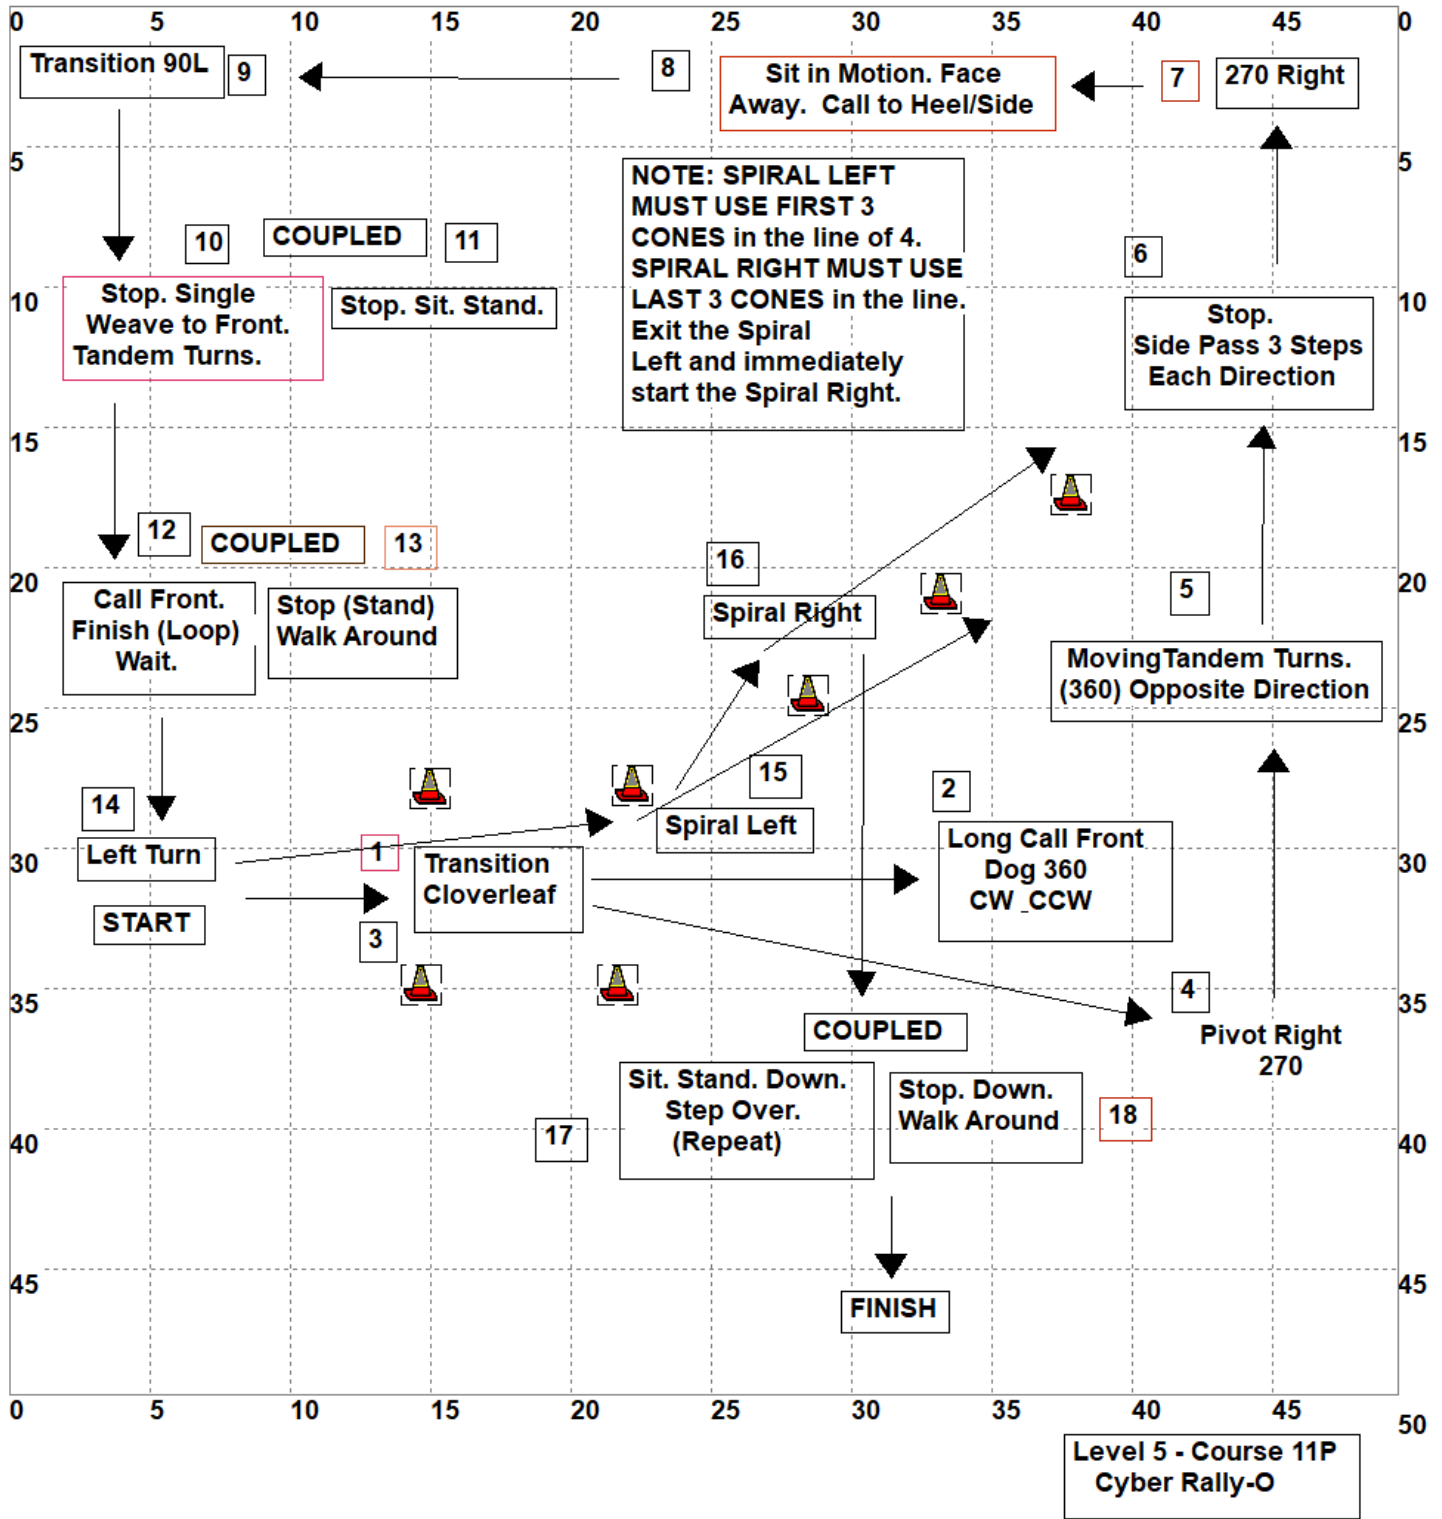 0 5 10 15 20 25 30 35 40 45 0
Transition 90L
9
8
Sit in Motion. Face
Away. Call to Heel/Side
7
270 Right
5
5
NOTE: SPIRAL LEFT
MUST USE FIRST 3
CONES in the line of 4.
SPIRAL RIGHT MUST USE
LAST 3 CONES in the line.
Exit the Spiral
Left and immediately
start the Spiral Right.
10
COUPLED
11
6
10
10
Stop. Single
Weave to Front.
Tandem Turns.
Stop. Sit. Stand.
Stop.
Side Pass 3 Steps
Each Direction
15
15
12
COUPLED
13
16
5
20
20
Call Front.
Finish (Loop)
Wait.
Stop (Stand)
Walk Around
Spiral Right
MovingTandem Turns.
(360) Opposite Direction
25
25
15
2
14
Spiral Left
Long Call Front
Dog 360
CW _CCW
30
30
Left Turn
1
Transition
Cloverleaf
START
3
35
35
4
Pivot Right
270
COUPLED
Sit. Stand. Down.
Step Over.
(Repeat)
Stop. Down.
Walk Around
18
17
40
40
45
45
FINISH
0 5 10 15 20 25 30 35 40 45 50
Level 5 - Course 11P
Cyber Rally-O